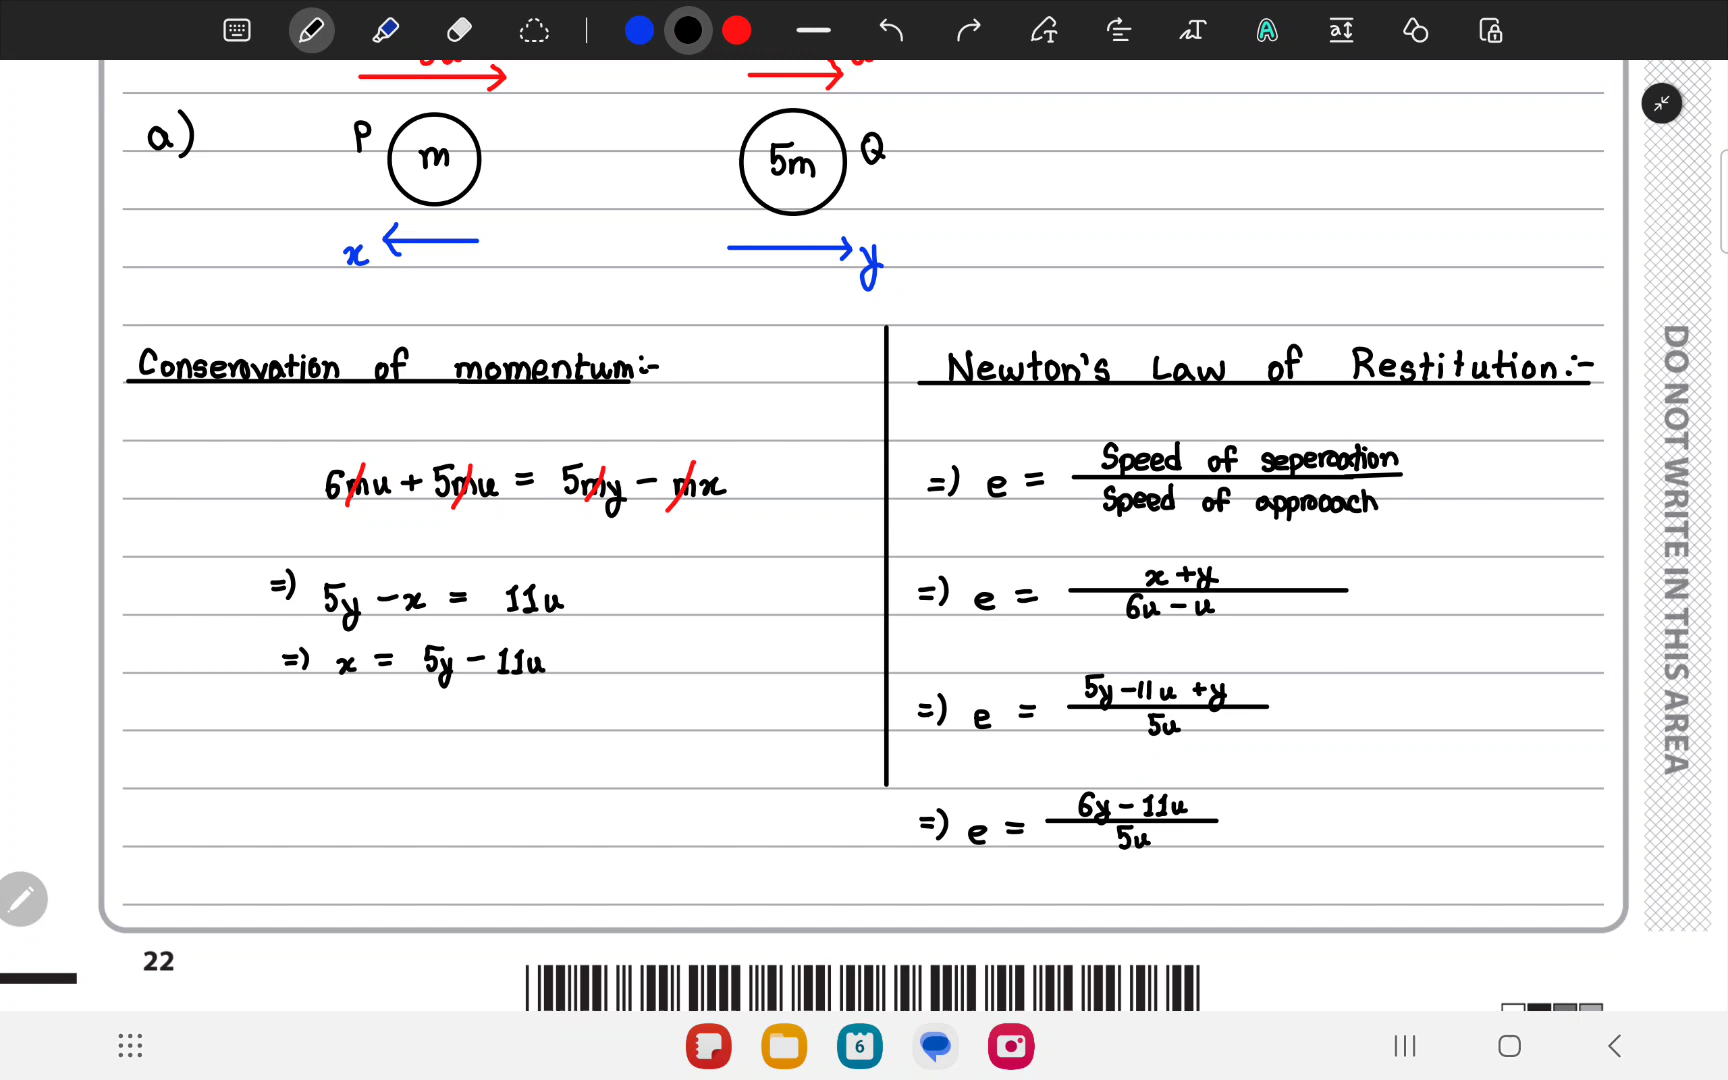 a)
P
m
5m
Q
x
y
Conservation of momentum:-
6mu + 5mu = 5my - mx
=) 5y - x = 11u
=) x = 5y - 11u
Newton's Law of Restitution:-
=) e = Speed of seperation / Speed of approach
=) e = x + y / 6u - u
=) e = 5y - 11u + y / 5u
=) e = 6y - 11u / 5u
DO NOT WRITE IN THIS AREA
22
6